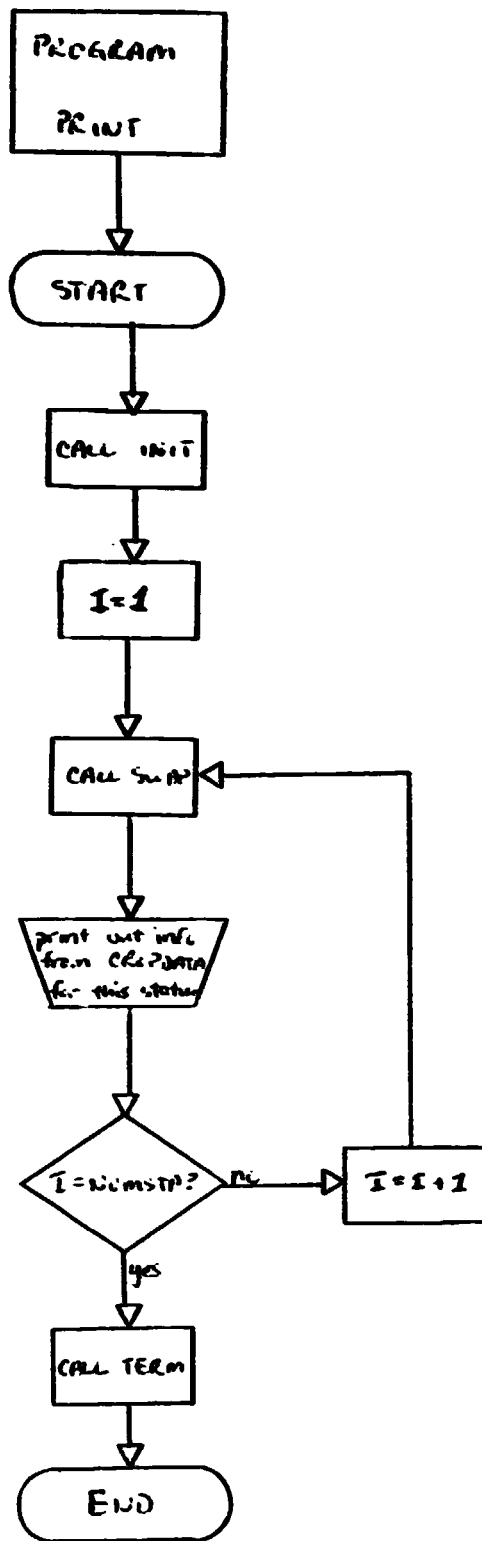 PROGRAM
PRINT
START
CALL INIT
I=1
CALL SWAP
print out info
from CROPDATA
for this station
I=NUMSTA?
no
I=I+1
yes
CALL TERM
END